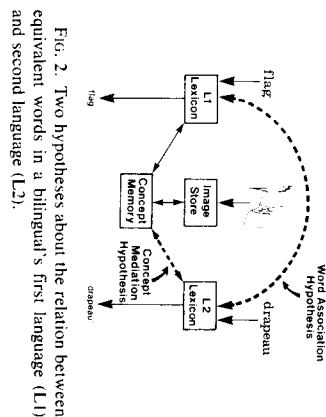 Word Association
Hypothesis
flag
drapeau
L1
Lexicon
Image
Store
L2
Lexicon
Concept
Memory
Concept
Mediation
Hypothesis
flag
drapeau
FIG. 2. Two hypotheses about the relation between
equivalent words in a bilingual's first language (L1)
and second language (L2).